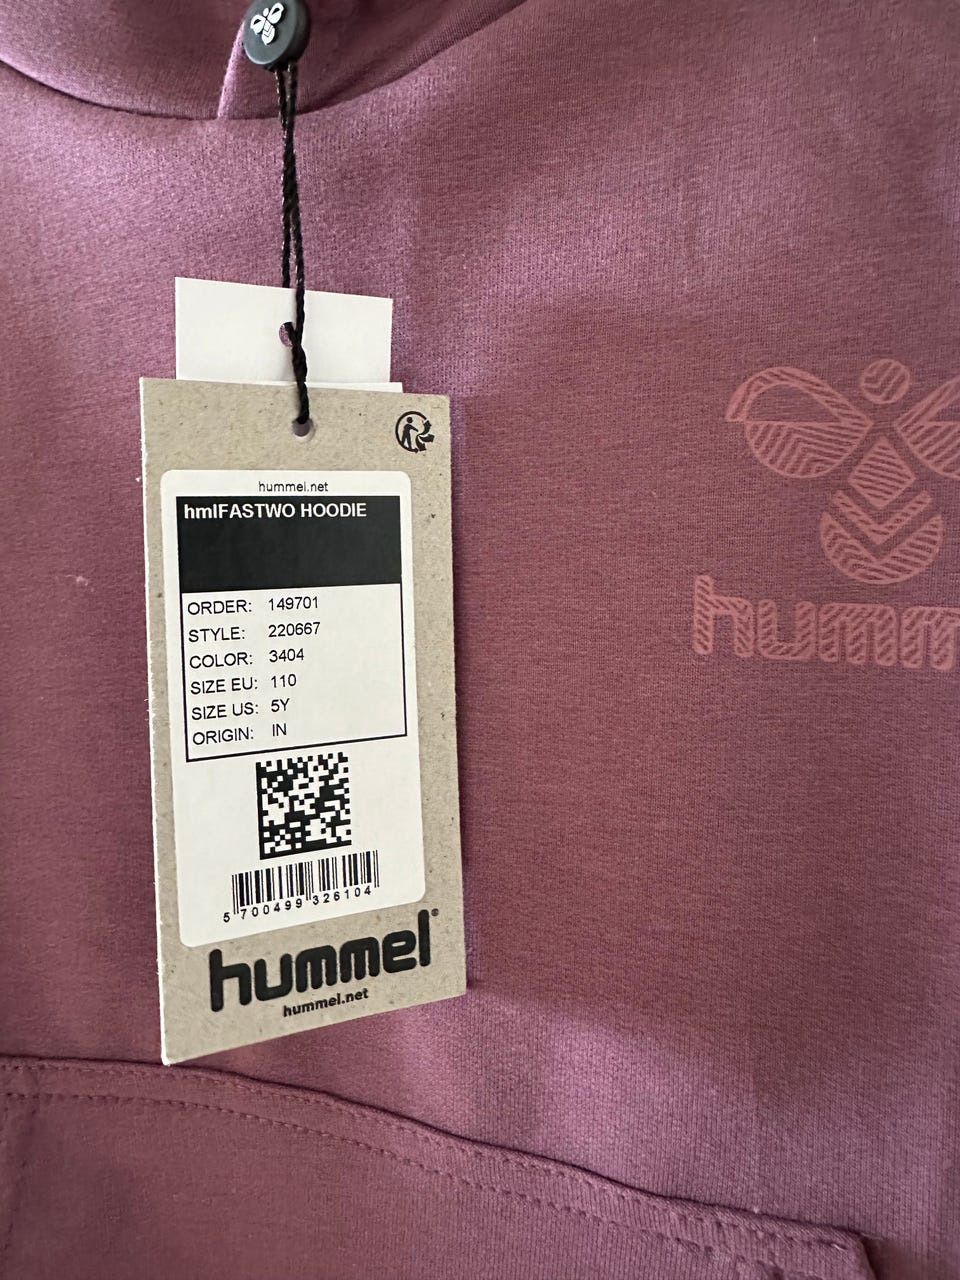 hummel.net
hmlFASTWO HOODIE
ORDER: 149701
STYLE: 220667
COLOR: 3404
SIZE EU: 110
SIZE US: 5Y
ORIGIN: IN
5 700499 326104
hummel®
hummel.net
humm